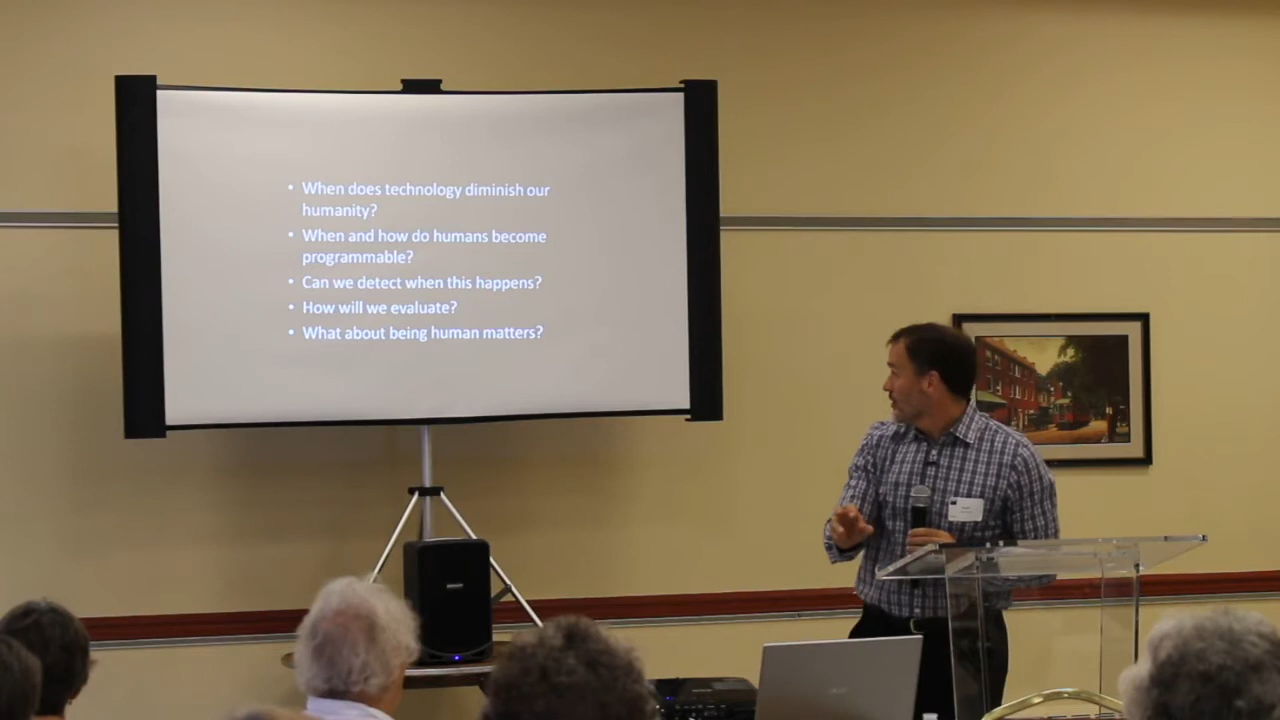 • When does technology diminish our
humanity?
• When and how do humans become
programmable?
• Can we detect when this happens?
• How will we evaluate?
• What about being human matters?